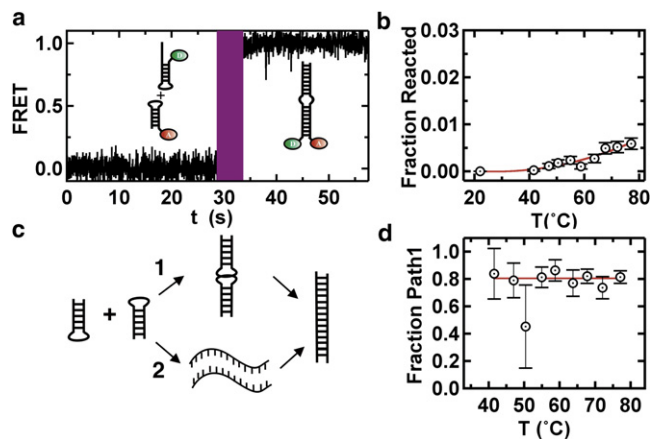 a
FRET
1.0
0.5
0.0
D
+
A
D A
0 10 20 30 40 50
t (s)
b
Fraction Reacted
0.03
0.02
0.01
0.00
20 40 60 80
T(°C)
c
1
+
2
d
Fraction Path1
1.0
0.8
0.6
0.4
0.2
0.0
40 50 60 70 80
T (°C)